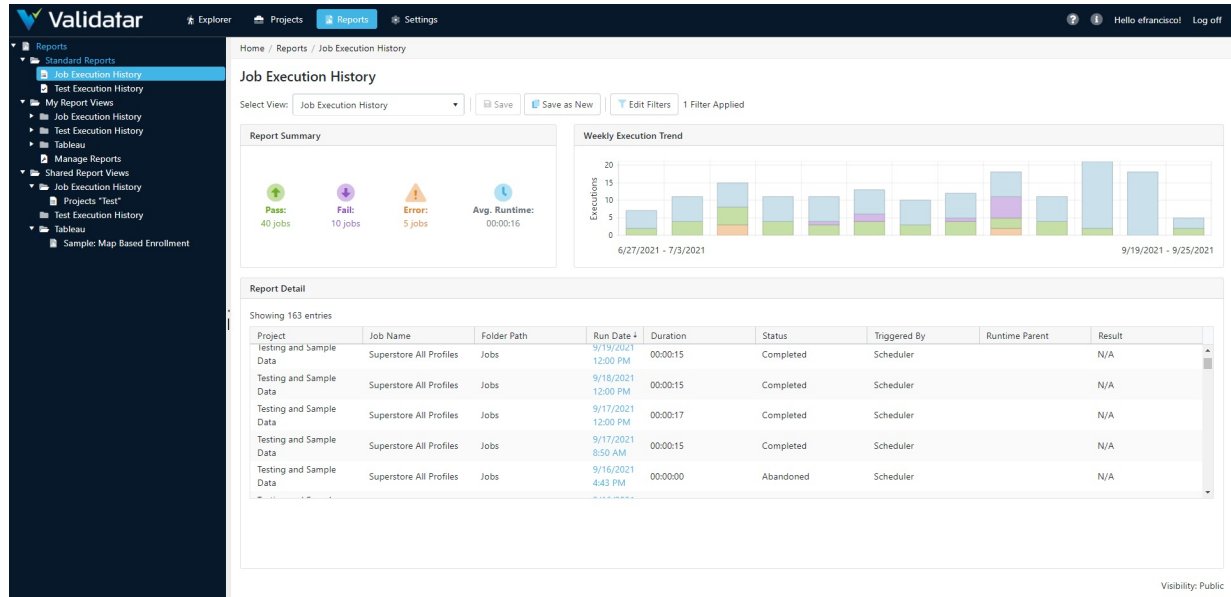 Validatar
Explorer Projects Reports Settings
? i Hello efrancisco! Log off
Reports
Standard Reports
Job Execution History
Test Execution History
My Report Views
Job Execution History
Test Execution History
Tableau
Manage Reports
Shared Report Views
Job Execution History
Projects "Test"
Test Execution History
Tableau
Sample: Map Based Enrollment
Home / Reports / Job Execution History
Job Execution History
Select View: Job Execution History Save Save as New Edit Filters 1 Filter Applied
Report Summary
Pass:
40 jobs
Fail:
10 jobs
Error:
5 jobs
Avg. Runtime:
00:00:16
Weekly Execution Trend
Executions
20
15
10
5
0
6/27/2021 - 7/3/2021 9/19/2021 - 9/25/2021
Report Detail
Showing 163 entries
Project Job Name Folder Path Run Date Duration Status Triggered By Runtime Parent Result
Testing and Sample Data Superstore All Profiles Jobs 9/19/2021 12:00 PM 00:00:15 Completed Scheduler N/A
Testing and Sample Data Superstore All Profiles Jobs 9/18/2021 12:00 PM 00:00:15 Completed Scheduler N/A
Testing and Sample Data Superstore All Profiles Jobs 9/17/2021 12:00 PM 00:00:17 Completed Scheduler N/A
Testing and Sample Data Superstore All Profiles Jobs 9/17/2021 8:50 AM 00:00:15 Completed Scheduler N/A
Testing and Sample Data Superstore All Profiles Jobs 9/16/2021 4:43 PM 00:00:00 Abandoned Scheduler N/A
Visibility: Public